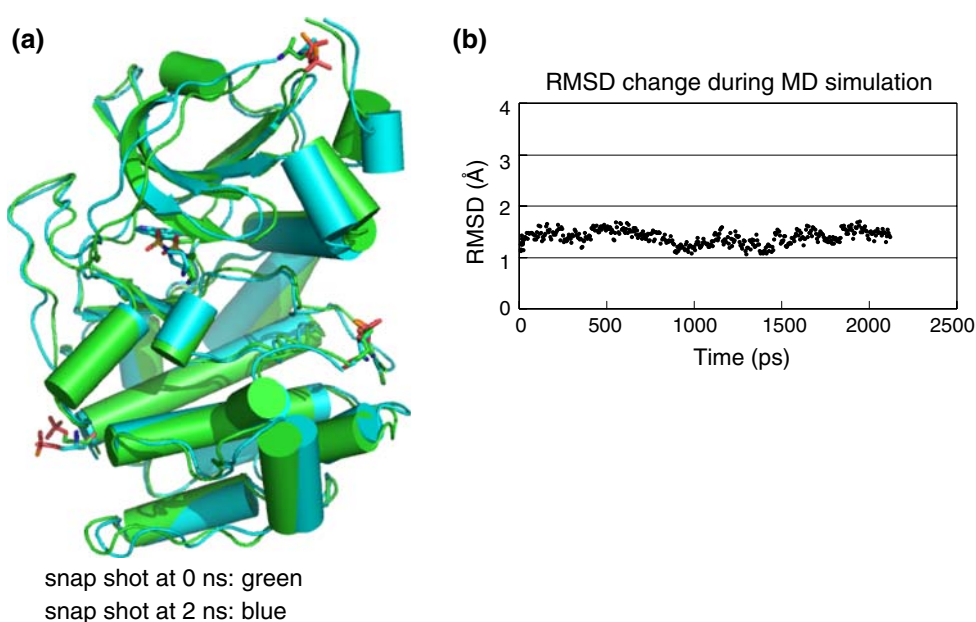 (a)
snap shot at 0 ns: green
snap shot at 2 ns: blue
(b)
RMSD change during MD simulation
RMSD (Å)
4
3
2
1
0
0 500 1000 1500 2000 2500
Time (ps)